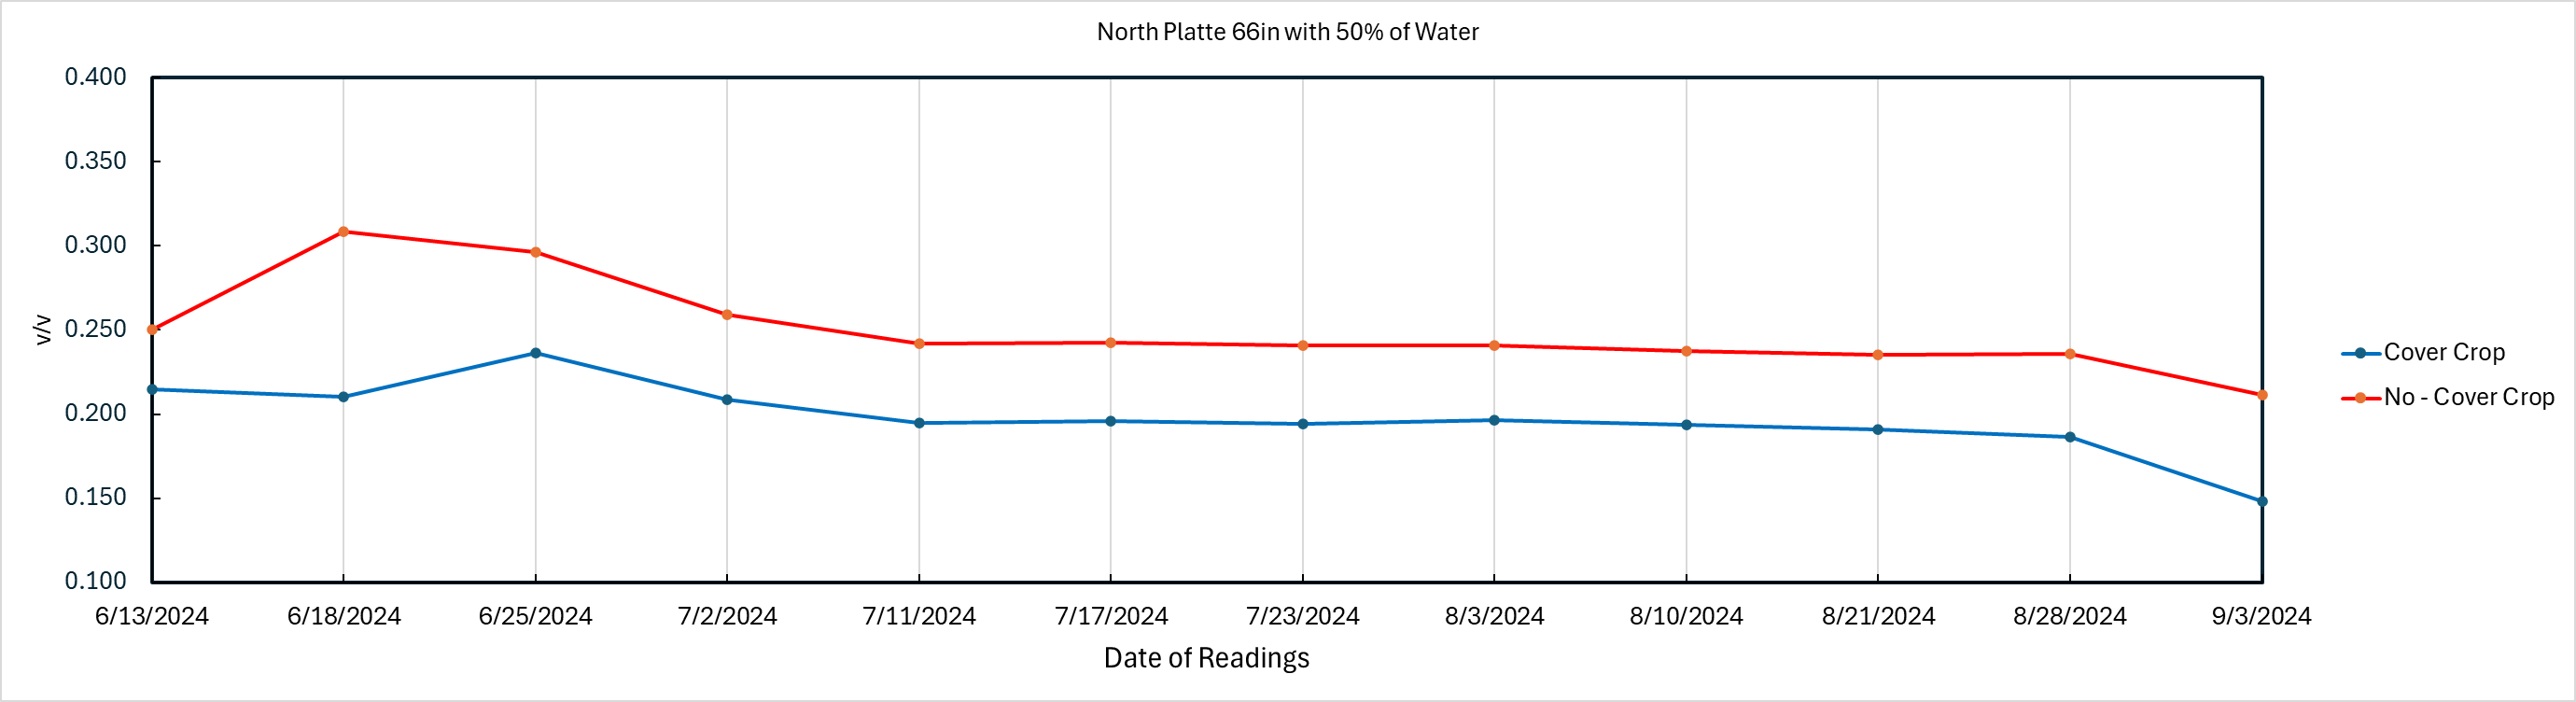 North Platte 66in with 50% of Water
0.400
0.350
0.300
0.250
0.200
0.150
0.100
v/v
6/13/2024 6/18/2024 6/25/2024 7/2/2024 7/11/2024 7/17/2024 7/23/2024 8/3/2024 8/10/2024 8/21/2024 8/28/2024 9/3/2024
Date of Readings
Cover Crop
No - Cover Crop